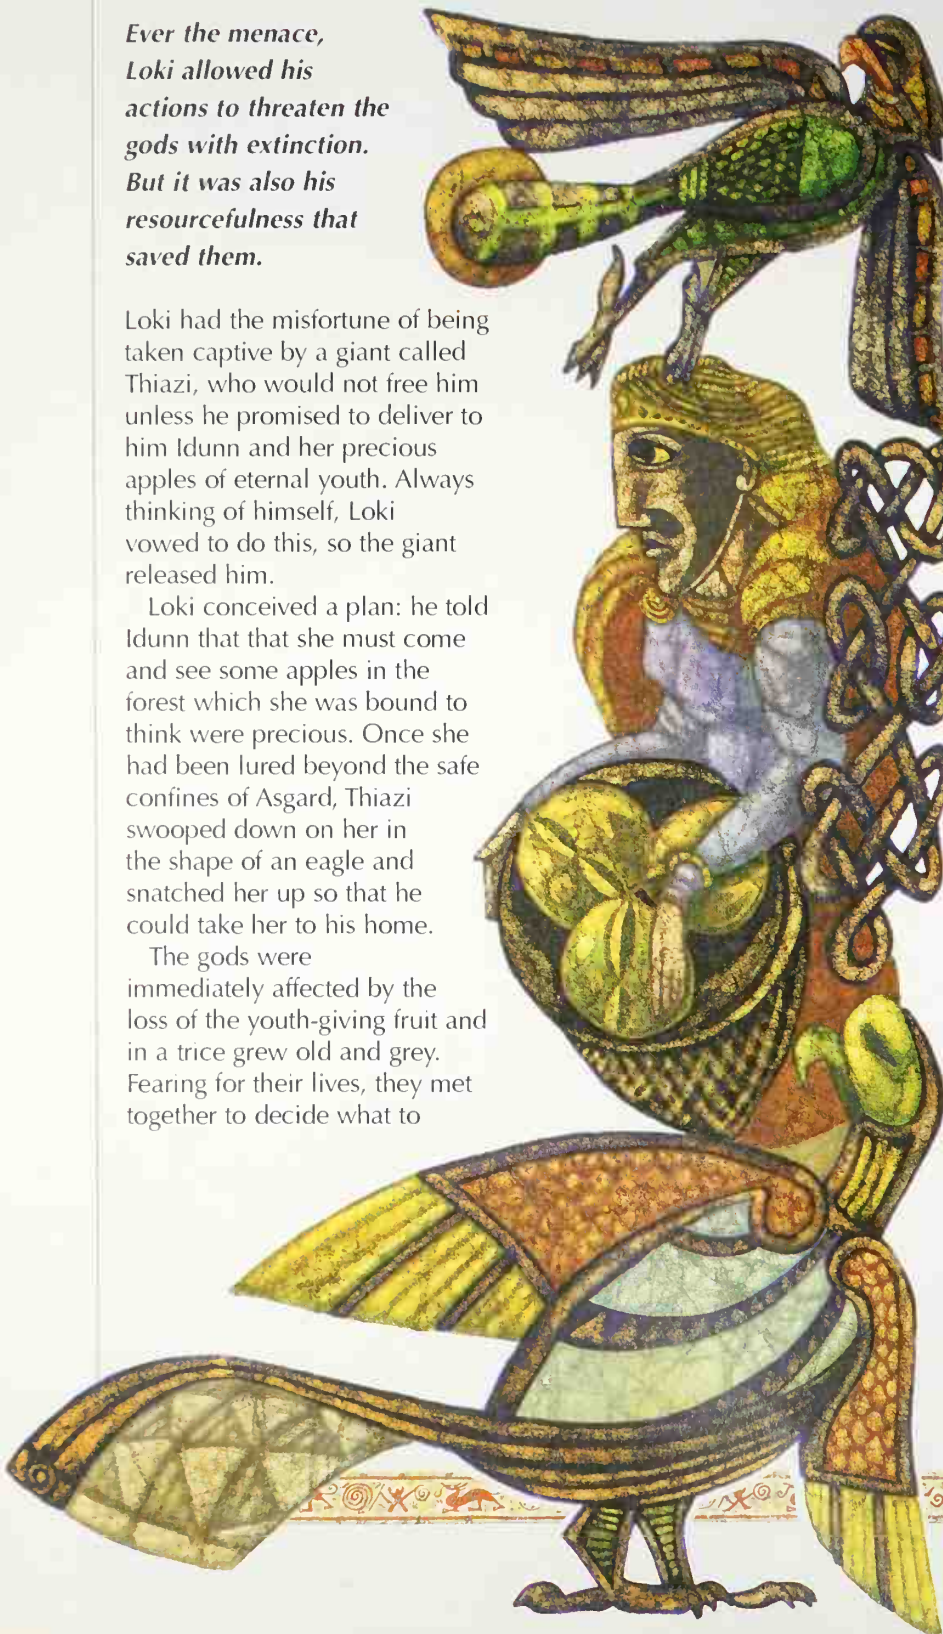 Ever the menace,
Loki allowed his
actions to threaten the
gods with extinction.
But it was also his
resourcefulness that
saved them.
Loki had the misfortune of being
taken captive by a giant called
Thiazi, who would not free him
unless he promised to deliver to
him Idunn and her precious
apples of eternal youth. Always
thinking of himself, Loki
vowed to do this, so the giant
released him.
Loki conceived a plan: he told
Idunn that that she must come
and see some apples in the
forest which she was bound to
think were precious. Once she
had been lured beyond the safe
confines of Asgard, Thiazi
swooped down on her in
the shape of an eagle and
snatched her up so that he
could take her to his home.
The gods were
immediately affected by the
loss of the youth-giving fruit and
in a trice grew old and grey.
Fearing for their lives, they met
together to decide what to